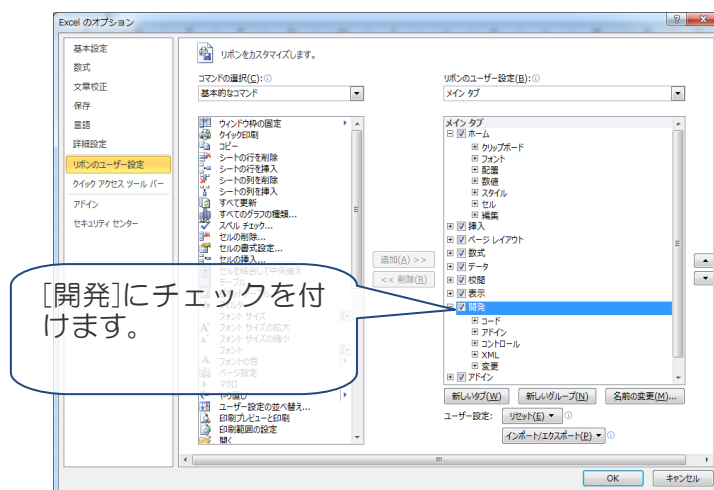 Excel のオプション
基本設定
数式
文章校正
保存
言語
詳細設定
リボンのユーザー設定
クイック アクセス ツール バー
アドイン
セキュリティ センター
リボンをカスタマイズします。
コマンドの選択(C):
基本的なコマンド
ウィンドウ枠の固定
クイック印刷
コピー
シートの行を削除
シートの行を挿入
シートの列を削除
シートの列を挿入
すべて更新
すべてのグラフの種類...
スペル チェック...
セルの削除...
セルの書式設定...
セルの挿入...
セルを結合して中央揃え
テーブル
フォント サイズ
フォント サイズの拡大
フォント サイズの縮小
フォント
フォントの色
ページ設定
マクロ
やり直し
ユーザー設定の並べ替え...
印刷プレビューと印刷
印刷範囲の設定
開く
[開発]にチェックを付
けます。
追加(A) >>
<< 削除(R)
リボンのユーザー設定(B):
メイン タブ
メイン タブ
ホーム
クリップボード
フォント
配置
数値
スタイル
セル
編集
挿入
ページ レイアウト
数式
データ
校閲
表示
開発
コード
アドイン
コントロール
XML
変更
アドイン
新しいタブ(W)
新しいグループ(N)
名前の変更(M)...
ユーザー設定:
リセット(E)
インポート/エクスポート(P)
OK
キャンセル